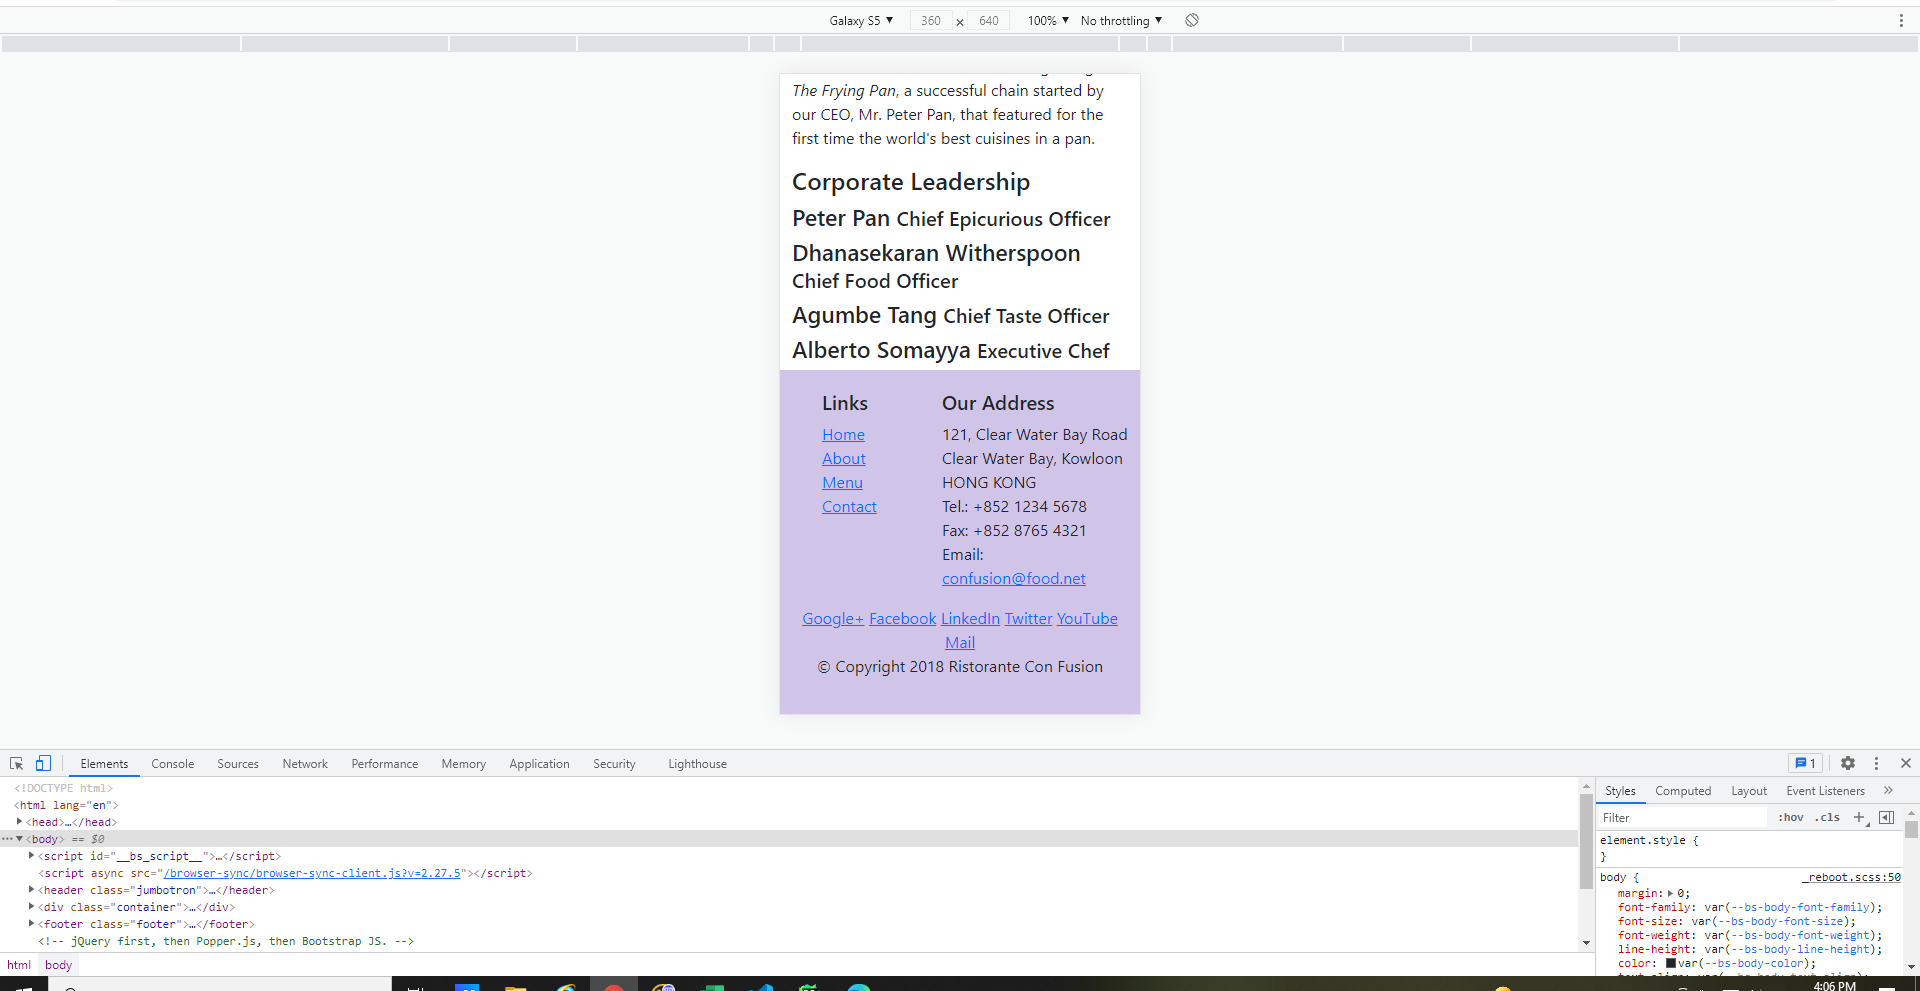 Galaxy S5 ▼ 360 × 640 100% ▼ No throttling ▼
The Frying Pan, a successful chain started by
our CEO, Mr. Peter Pan, that featured for the
first time the world's best cuisines in a pan.
Corporate Leadership
Peter Pan Chief Epicurious Officer
Dhanasekaran Witherspoon
Chief Food Officer
Agumbe Tang Chief Taste Officer
Alberto Somayya Executive Chef
Links
Home
About
Menu
Contact
Our Address
121, Clear Water Bay Road
Clear Water Bay, Kowloon
HONG KONG
Tel.: +852 1234 5678
Fax: +852 8765 4321
Email:
confusion@food.net
Google+ Facebook LinkedIn Twitter YouTube
Mail
© Copyright 2018 Ristorante Con Fusion
Elements Console Sources Network Performance Memory Application Security Lighthouse 1
<!DOCTYPE html>
<html lang="en">
<head>…</head>
<body> == $0
<script id="__bs_script__">…</script>
<script async src="/browser-sync/browser-sync-client.js?v=2.27.5"></script>
<header class="jumbotron">…</header>
<div class="container">…</div>
<footer class="footer">…</footer>
<!-- jQuery first, then Popper.js, then Bootstrap JS. -->
html body
Styles Computed Layout Event Listeners »
Filter :hov .cls +
element.style {
}
body { _reboot.scss:50
margin: 0;
font-family: var(--bs-body-font-family);
font-size: var(--bs-body-font-size);
font-weight: var(--bs-body-font-weight);
line-height: var(--bs-body-line-height);
color: var(--bs-body-color);
text-align: var(--bs-body-text-align);
4:06 PM